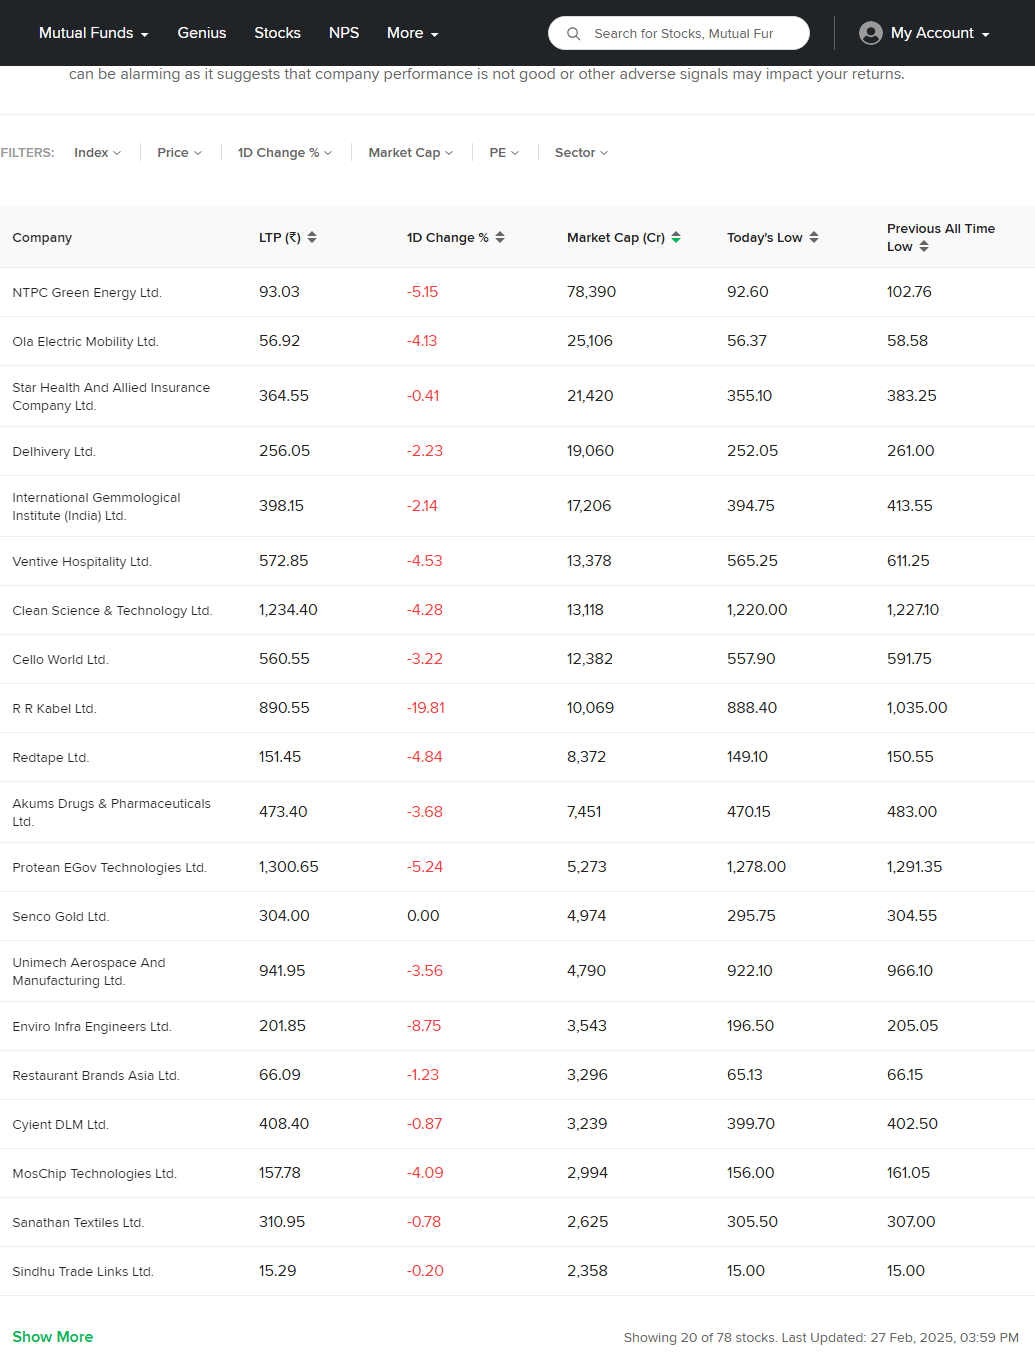 Mutual Funds Genius Stocks NPS More Search for Stocks, Mutual Fur My Account
can be alarming as it suggests that company performance is not good or other adverse signals may impact your returns.
FILTERS: Index Price 1D Change % Market Cap PE Sector
Company LTP (₹) 1D Change % Market Cap (Cr) Today's Low Previous All Time
Low
NTPC Green Energy Ltd. 93.03 -5.15 78,390 92.60 102.76
Ola Electric Mobility Ltd. 56.92 -4.13 25,106 56.37 58.58
Star Health And Allied Insurance
Company Ltd. 364.55 -0.41 21,420 355.10 383.25
Delhivery Ltd. 256.05 -2.23 19,060 252.05 261.00
International Gemmological
Institute (India) Ltd. 398.15 -2.14 17,206 394.75 413.55
Ventive Hospitality Ltd. 572.85 -4.53 13,378 565.25 611.25
Clean Science & Technology Ltd. 1,234.40 -4.28 13,118 1,220.00 1,227.10
Cello World Ltd. 560.55 -3.22 12,382 557.90 591.75
R R Kabel Ltd. 890.55 -19.81 10,069 888.40 1,035.00
Redtape Ltd. 151.45 -4.84 8,372 149.10 150.55
Akums Drugs & Pharmaceuticals
Ltd. 473.40 -3.68 7,451 470.15 483.00
Protean EGov Technologies Ltd. 1,300.65 -5.24 5,273 1,278.00 1,291.35
Senco Gold Ltd. 304.00 0.00 4,974 295.75 304.55
Unimech Aerospace And
Manufacturing Ltd. 941.95 -3.56 4,790 922.10 966.10
Enviro Infra Engineers Ltd. 201.85 -8.75 3,543 196.50 205.05
Restaurant Brands Asia Ltd. 66.09 -1.23 3,296 65.13 66.15
Cyient DLM Ltd. 408.40 -0.87 3,239 399.70 402.50
MosChip Technologies Ltd. 157.78 -4.09 2,994 156.00 161.05
Sanathan Textiles Ltd. 310.95 -0.78 2,625 305.50 307.00
Sindhu Trade Links Ltd. 15.29 -0.20 2,358 15.00 15.00
Show More Showing 20 of 78 stocks. Last Updated: 27 Feb, 2025, 03:59 PM